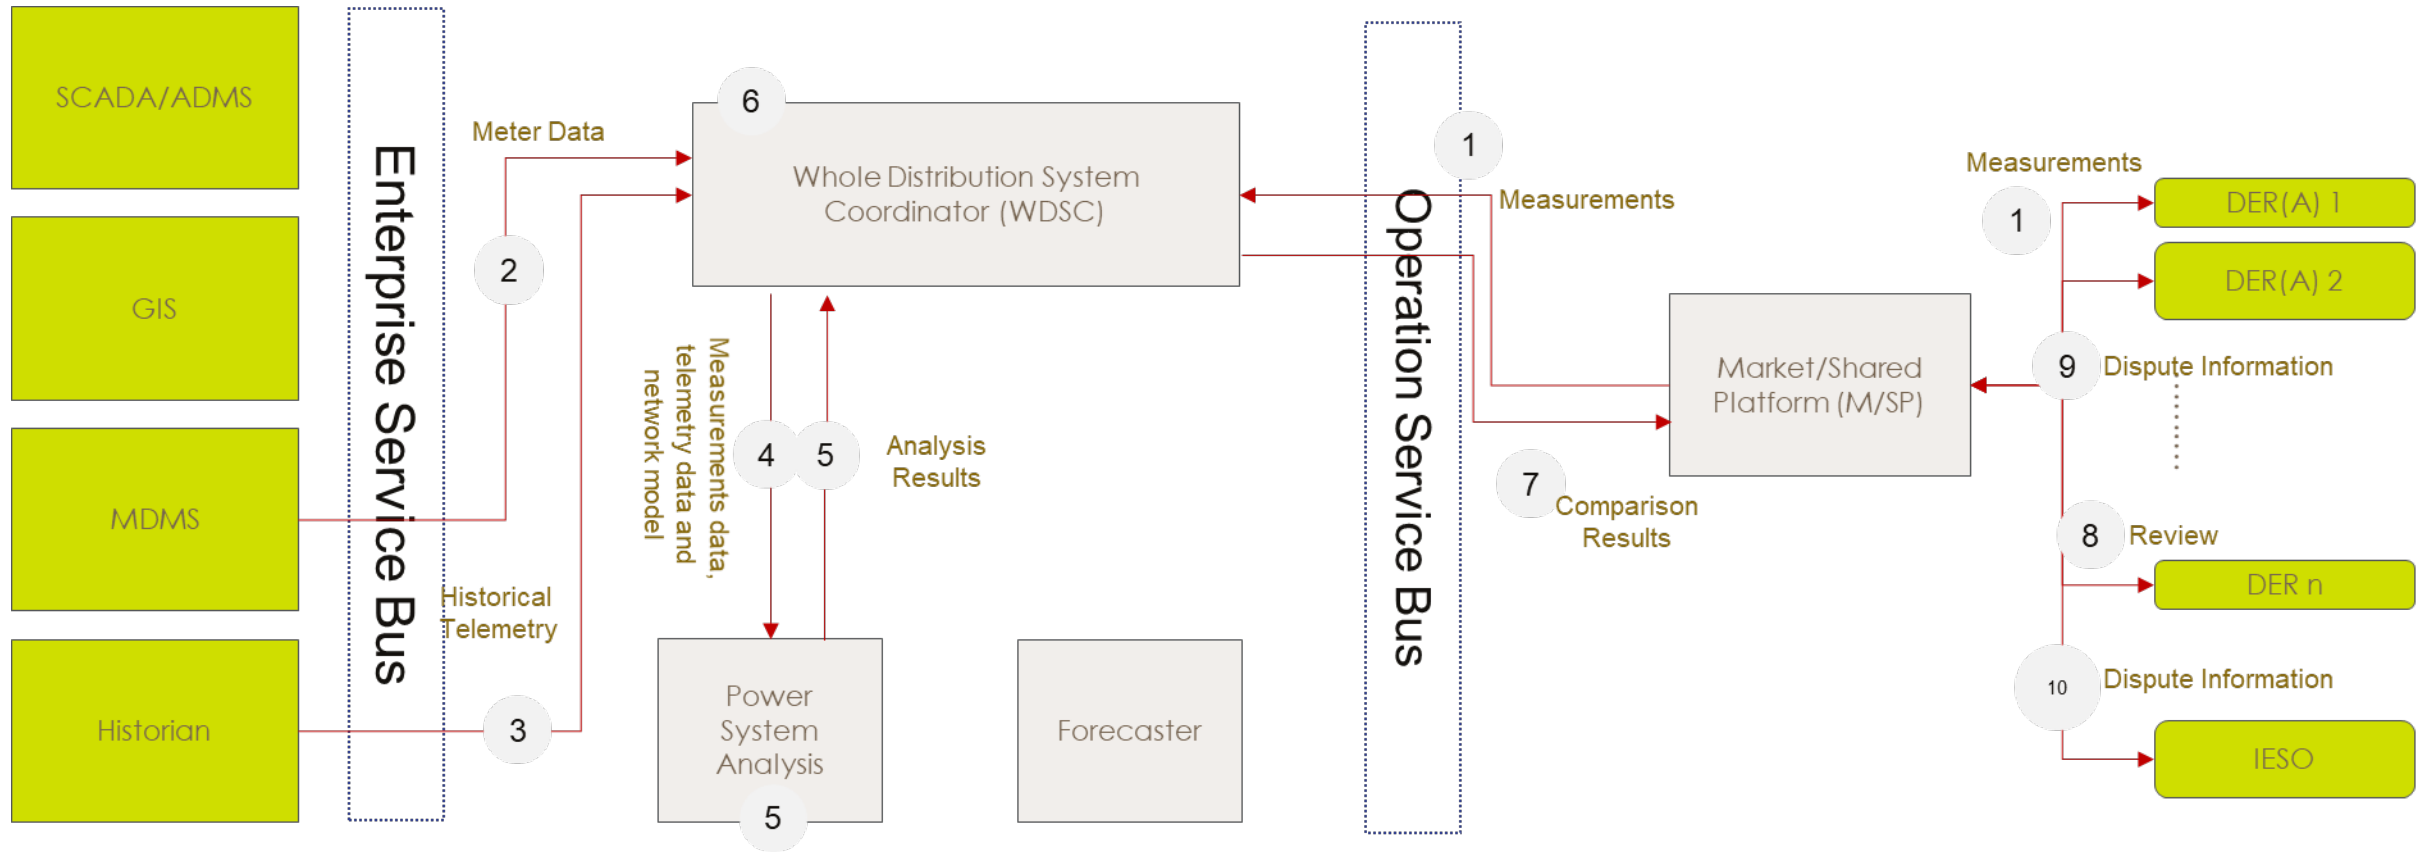 SCADA/ADMS
GIS
MDMS
Historian
Enterprise Service Bus
Meter Data
2
Historical
Telemetry
3
6
Whole Distribution System
Coordinator (WDSC)
Measurements data,
telemetry data and
network model
4
5
Analysis
Results
Power
System
Analysis
5
Forecaster
Operation Service Bus
1
Measurements
7
Comparison
Results
Market/Shared
Platform (M/SP)
Measurements
1
DER(A) 1
DER(A) 2
9
Dispute Information
8
Review
DER n
10
Dispute Information
IESO